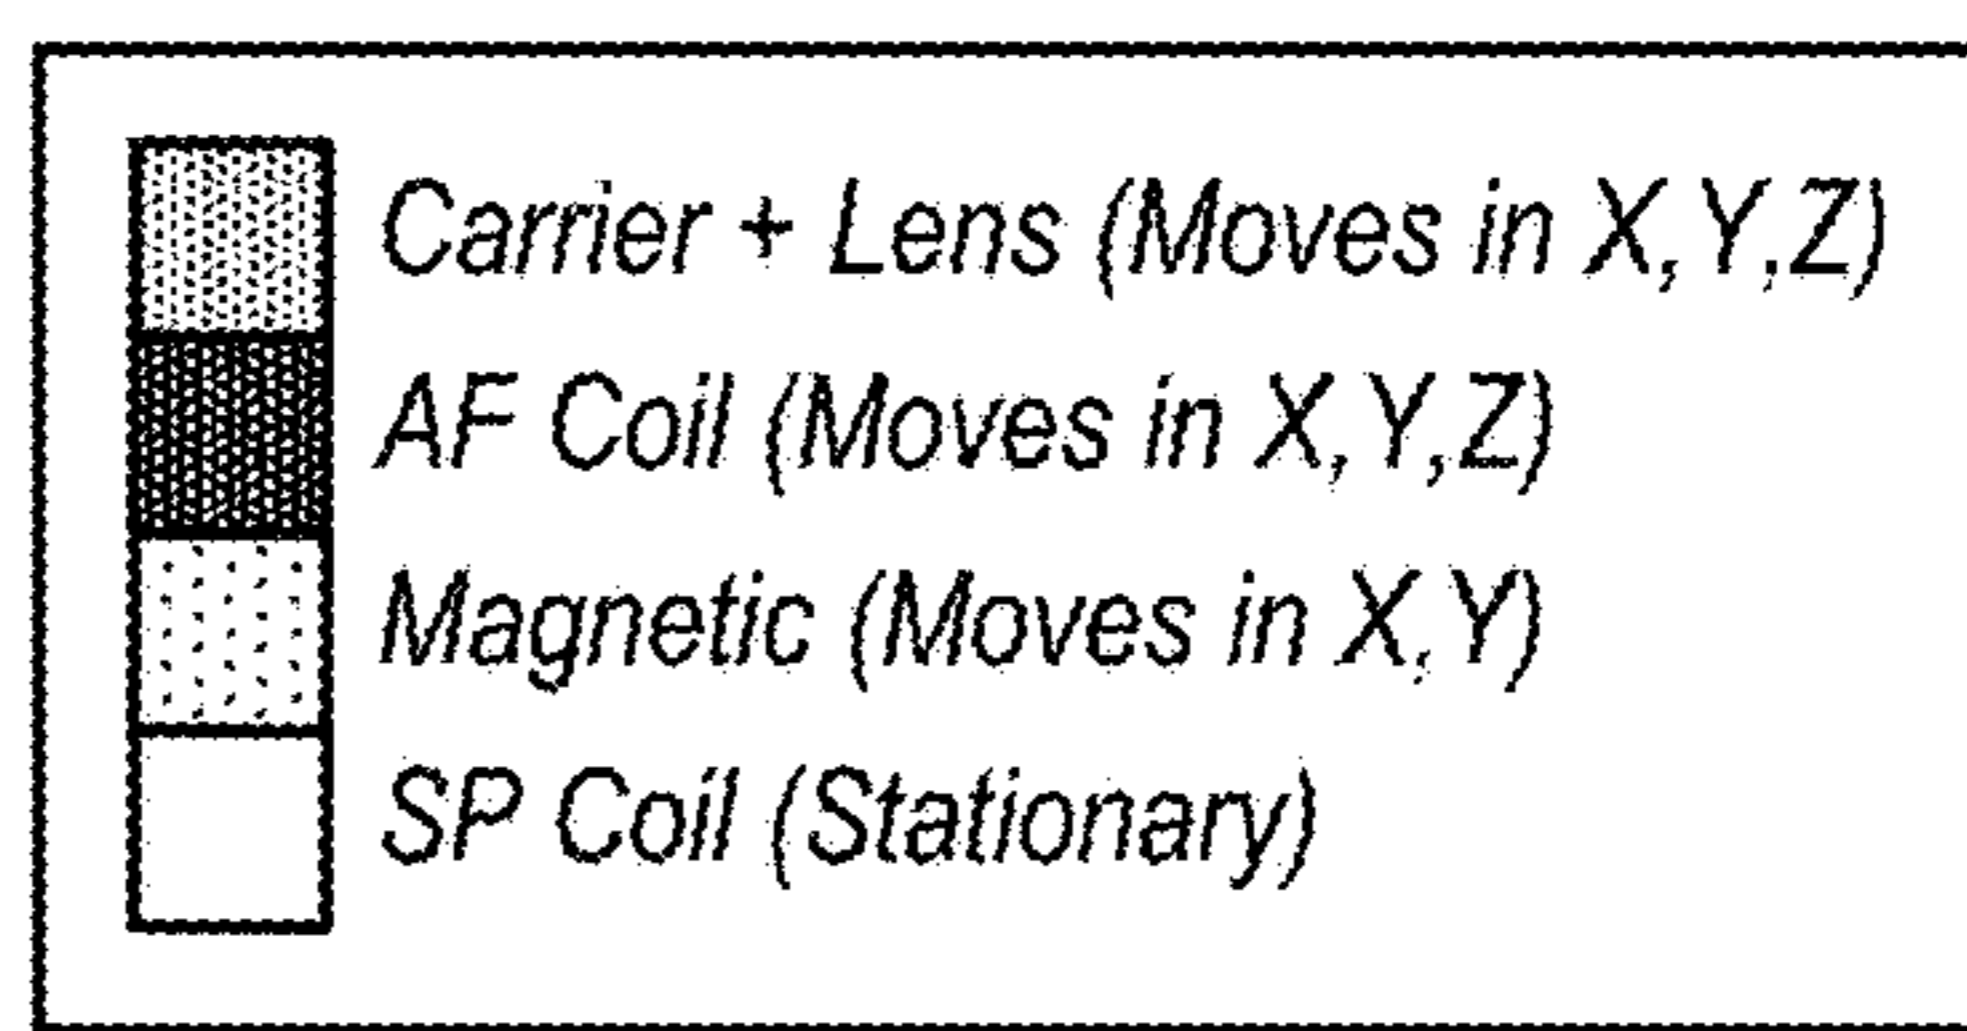 Carrier + Lens (Moves in X,Y,Z)
AF Coil (Moves in X,Y,Z)
Magnetic (Moves in X,Y)
SP Coil (Stationary)